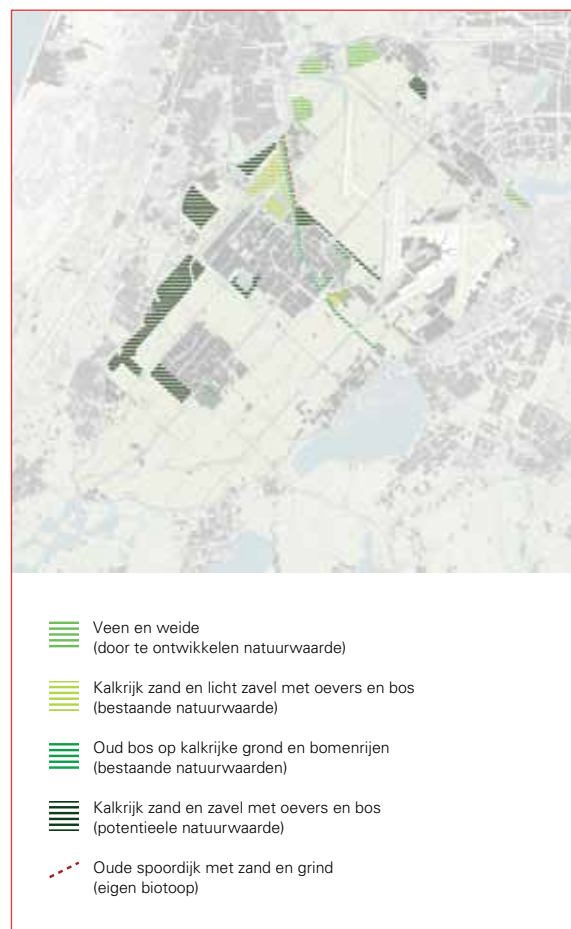 Veen en weide
(door te ontwikkelen natuurwaarde)
Kalkrijk zand en licht zavel met oevers en bos
(bestaande natuurwaarde)
Oud bos op kalkrijke grond en bomenrijen
(bestaande natuurwaarden)
Kalkrijk zand en zavel met oevers en bos
(potentieele natuurwaarde)
Oude spoordijk met zand en grind
(eigen biotoop)